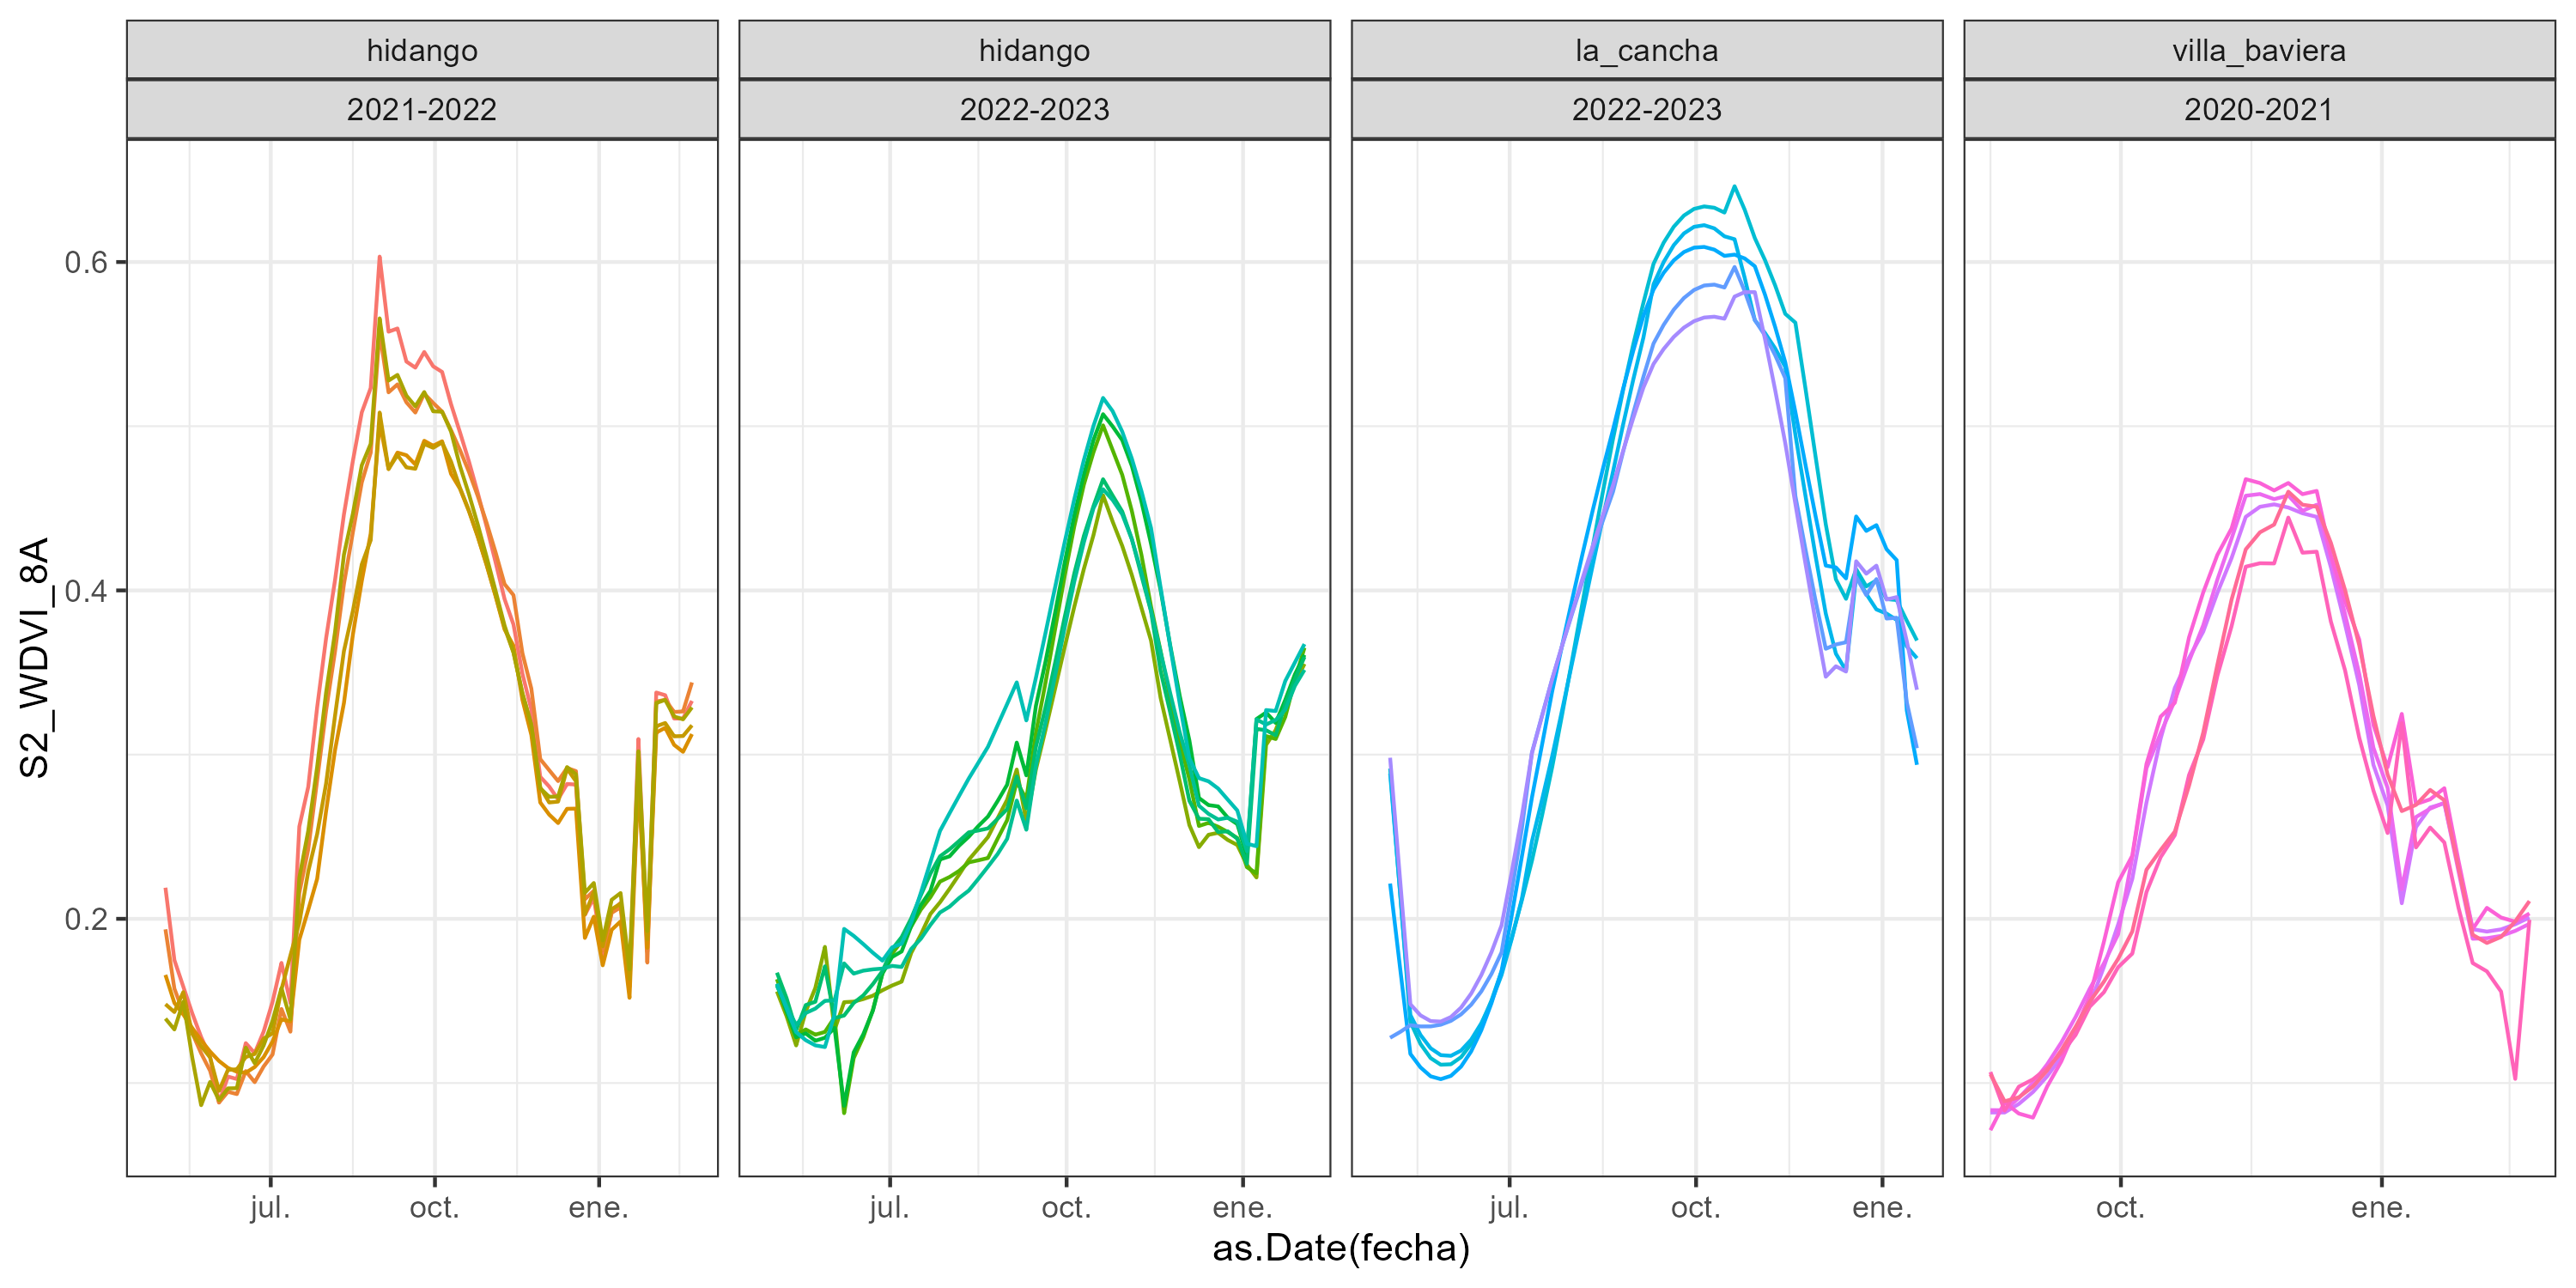 hidango
hidango
la_cancha
villa_baviera
2021-2022
2022-2023
2022-2023
2020-2021
S2_WDVI_8A
0.6
0.4
0.2
jul.
oct.
ene.
jul.
oct.
ene.
jul.
oct.
ene.
oct.
ene.
as.Date(fecha)